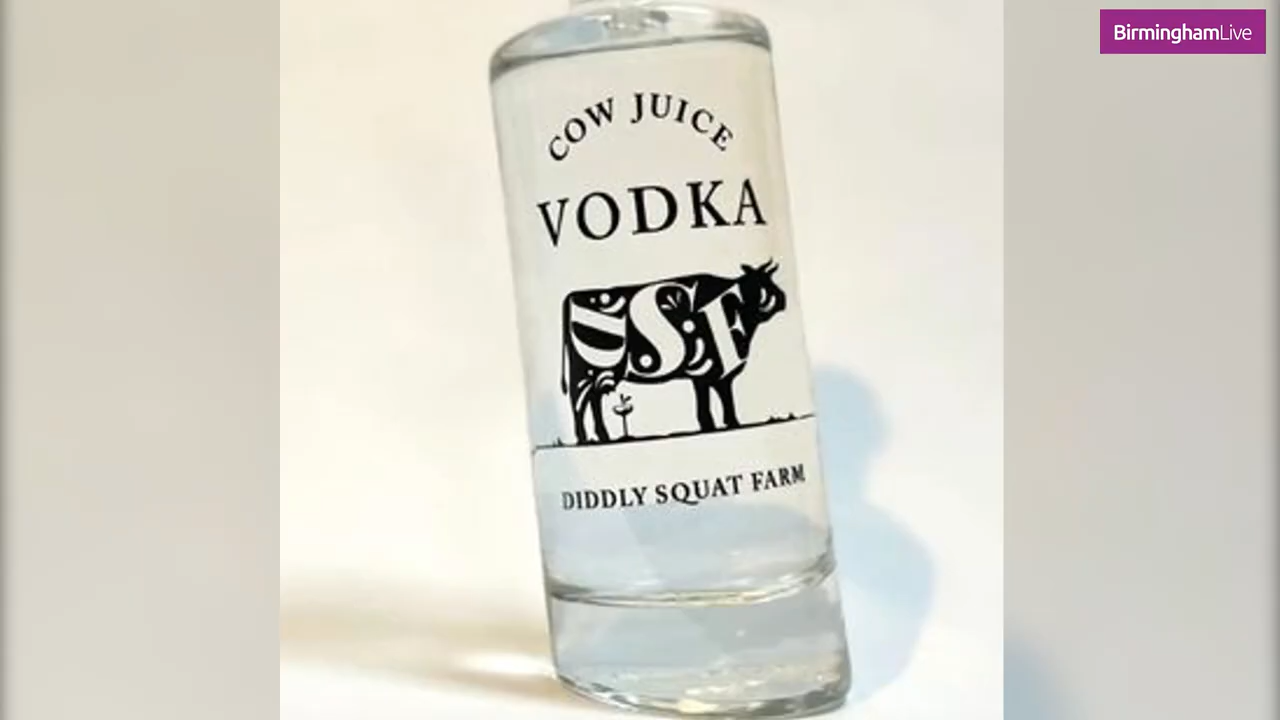 BirminghamLive
COW JUICE
VODKA
DSF
DIDDLY SQUAT FARM